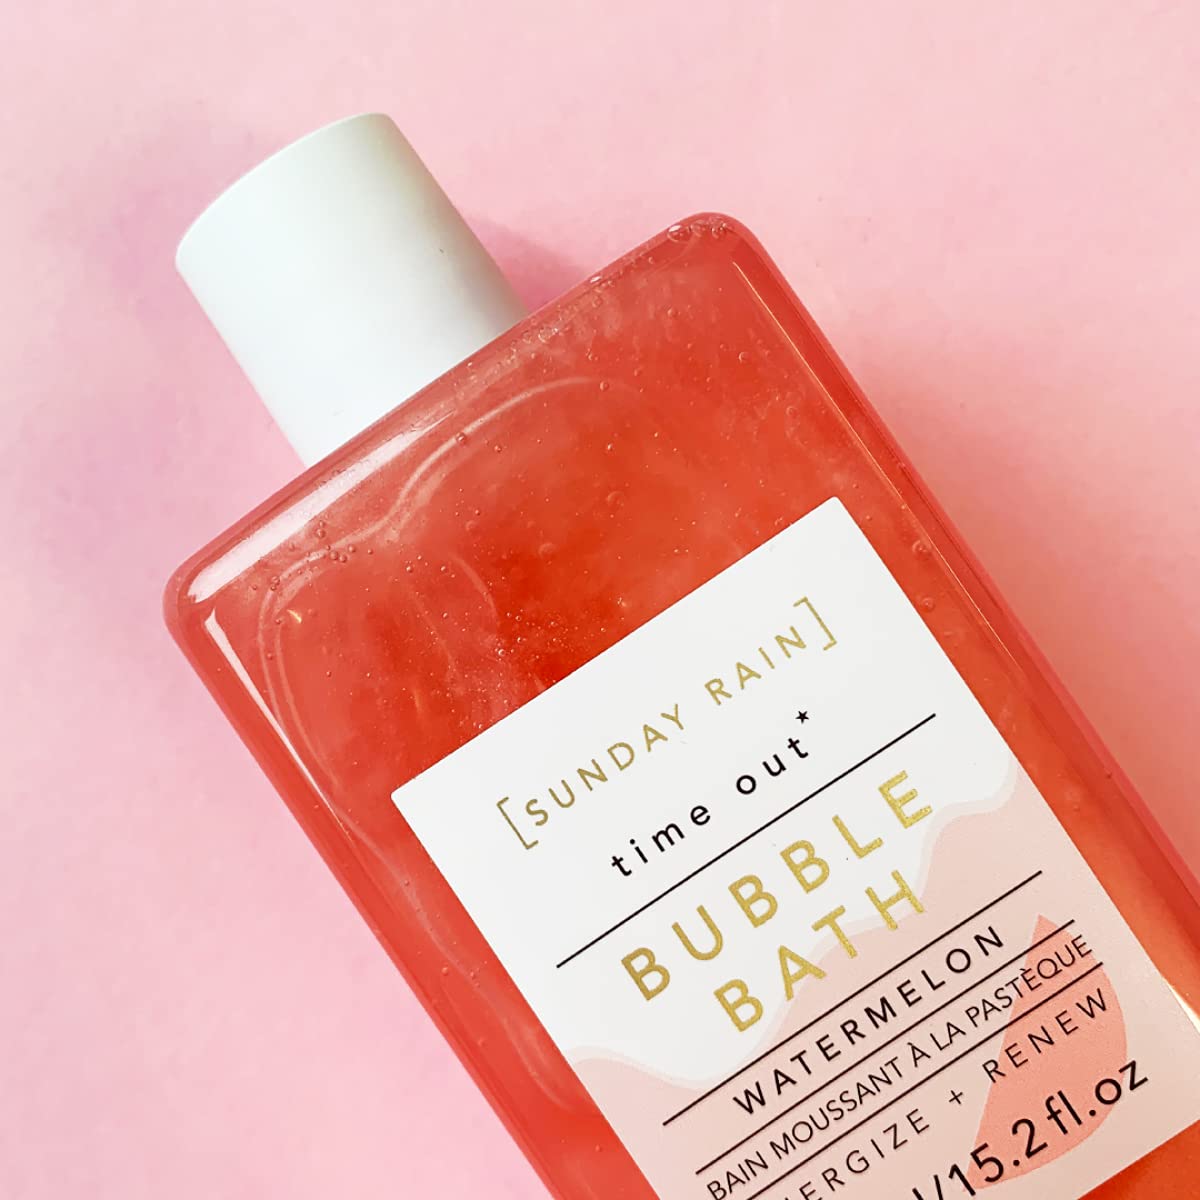 [SUNDAY RAIN]
time out*
BUBBLE
BATH
WATERMELON
BAIN MOUSSANT À LA PASTÈQUE
+ RENEW
15.2 fl.oz